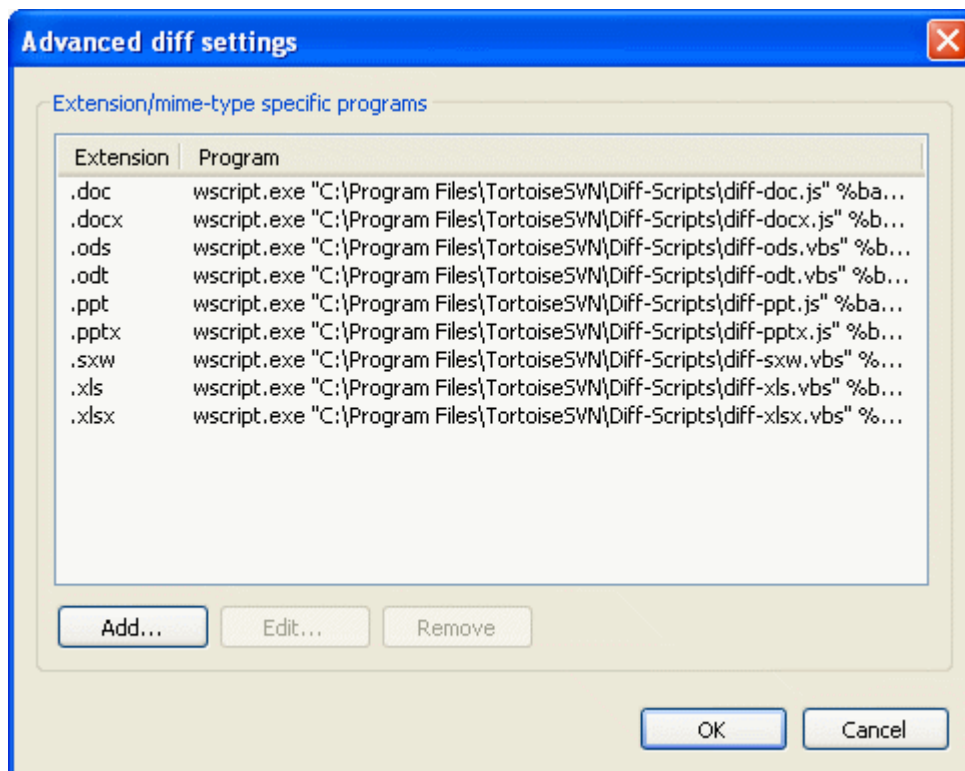 Advanced diff settings
Extension/mime-type specific programs
Extension Program
.doc wscript.exe "C:\Program Files\TortoiseSVN\Diff-Scripts\diff-doc.js" %ba...
.docx wscript.exe "C:\Program Files\TortoiseSVN\Diff-Scripts\diff-docx.js" %b...
.ods wscript.exe "C:\Program Files\TortoiseSVN\Diff-Scripts\diff-ods.vbs" %b...
.odt wscript.exe "C:\Program Files\TortoiseSVN\Diff-Scripts\diff-odt.vbs" %b...
.ppt wscript.exe "C:\Program Files\TortoiseSVN\Diff-Scripts\diff-ppt.js" %ba...
.pptx wscript.exe "C:\Program Files\TortoiseSVN\Diff-Scripts\diff-pptx.js" %b...
.sxw wscript.exe "C:\Program Files\TortoiseSVN\Diff-Scripts\diff-sxw.vbs" %...
.xls wscript.exe "C:\Program Files\TortoiseSVN\Diff-Scripts\diff-xls.vbs" %b...
.xlsx wscript.exe "C:\Program Files\TortoiseSVN\Diff-Scripts\diff-xlsx.vbs" %...
Add... Edit... Remove
OK Cancel